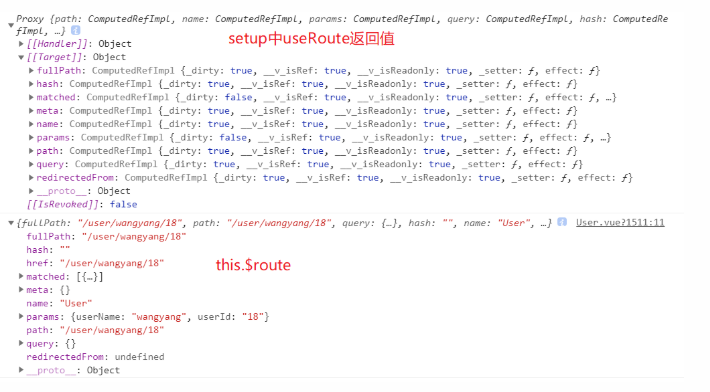 Proxy {path: ComputedRefImpl, name: ComputedRefImpl, params: ComputedRefImpl, query: ComputedRefImpl, hash: ComputedRe
fImpl, …} i
[[Handler]]: Object
setup中useRoute返回值
[[Target]]: Object
fullPath: ComputedRefImpl {_dirty: true, __v_isRef: true, __v_isReadonly: true, _setter: ƒ, effect: ƒ}
hash: ComputedRefImpl {_dirty: true, __v_isRef: true, __v_isReadonly: true, _setter: ƒ, effect: ƒ}
matched: ComputedRefImpl {_dirty: false, __v_isRef: true, __v_isReadonly: true, _setter: ƒ, effect: ƒ, …}
meta: ComputedRefImpl {_dirty: true, __v_isRef: true, __v_isReadonly: true, _setter: ƒ, effect: ƒ}
name: ComputedRefImpl {_dirty: true, __v_isRef: true, __v_isReadonly: true, _setter: ƒ, effect: ƒ}
params: ComputedRefImpl {_dirty: false, __v_isRef: true, __v_isReadonly: true, _setter: ƒ, effect: ƒ, …}
path: ComputedRefImpl {_dirty: true, __v_isRef: true, __v_isReadonly: true, _setter: ƒ, effect: ƒ}
query: ComputedRefImpl {_dirty: true, __v_isRef: true, __v_isReadonly: true, _setter: ƒ, effect: ƒ}
redirectedFrom: ComputedRefImpl {_dirty: true, __v_isRef: true, __v_isReadonly: true, _setter: ƒ, effect: ƒ}
__proto__: Object
[[IsRevoked]]: false
{fullPath: "/user/wangyang/18", path: "/user/wangyang/18", query: {…}, hash: "", name: "User", …} i User.vue?1511:11
fullPath: "/user/wangyang/18"
hash: ""
href: "/user/wangyang/18"
this.$route
matched: [{…}]
meta: {}
name: "User"
params: {userName: "wangyang", userId: "18"}
path: "/user/wangyang/18"
query: {}
redirectedFrom: undefined
__proto__: Object